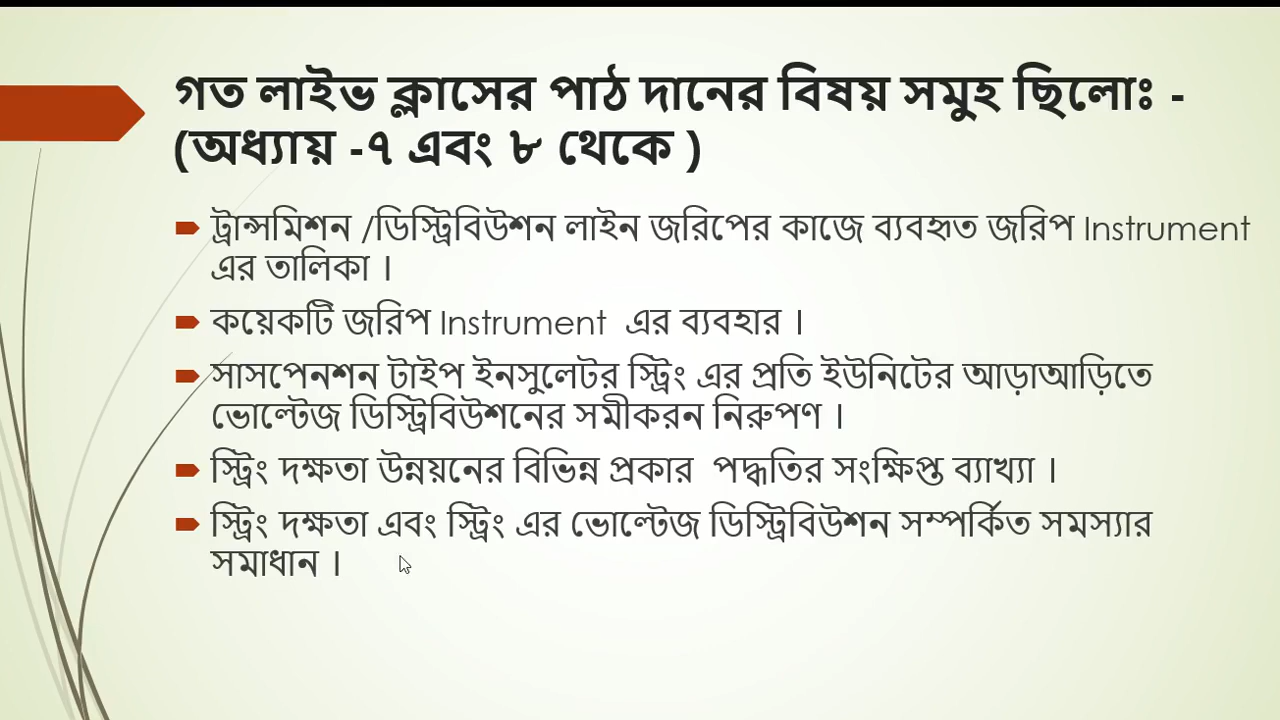 গত লাইভ ক্লাসের পাঠ দানের বিষয় সমুহ ছিলোঃ -
(অধ্যায় -৭ এবং ৮ থেকে )
ট্রান্সমিশন /ডিস্ট্রিবিউশন লাইন জরিপের কাজে ব্যবহৃত জরিপ Instrument
এর তালিকা ।
কয়েকটি জরিপ Instrument এর ব্যবহার ।
সাসপেনশন টাইপ ইনসুলেটর স্ট্রিং এর প্রতি ইউনিটের আড়াআড়িতে
ভোল্টেজ ডিস্ট্রিবিউশনের সমীকরন নিরুপণ ।
স্ট্রিং দক্ষতা উন্নয়নের বিভিন্ন প্রকার পদ্ধতির সংক্ষিপ্ত ব্যাখ্যা ।
স্ট্রিং দক্ষতা এবং স্ট্রিং এর ভোল্টেজ ডিস্ট্রিবিউশন সম্পর্কিত সমস্যার
সমাধান ।